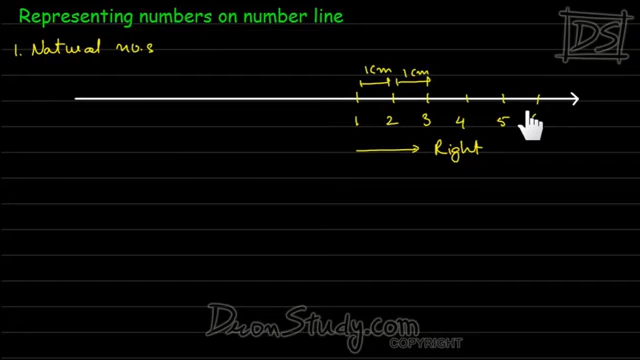 Representing numbers on number line
DS
1. Natural no.s
1cm 1cm
1 2 3 4 5
Right
DronStudy.com
COPYRIGHT